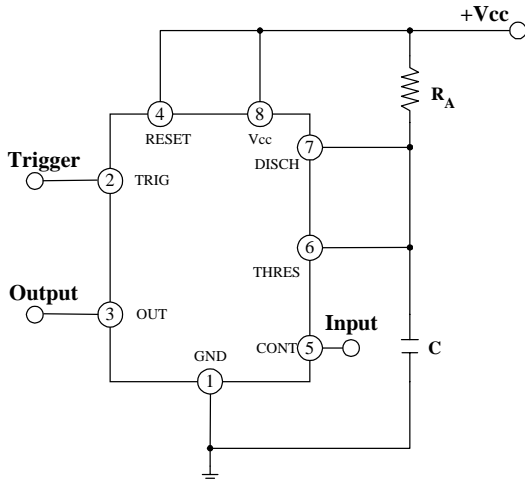 +Vcc
4
8
RESET
Vcc
R_A
7
DISCH
Trigger
2
TRIG
6
THRES
Output
3
OUT
Input
CONT
5
C
GND
1